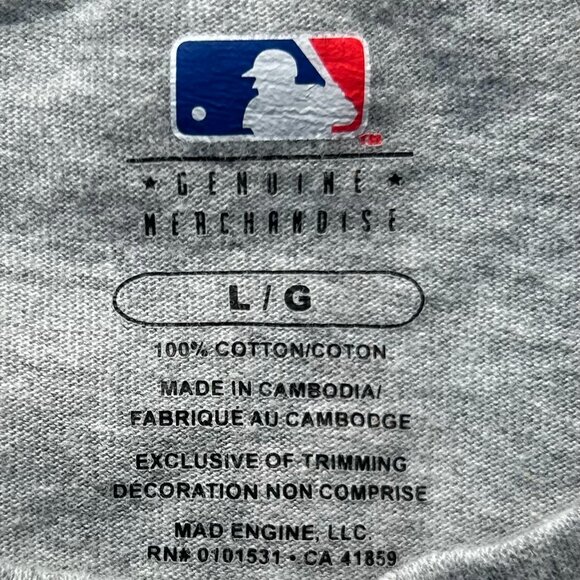 ★ GENUINE ★
MERCHANDISE
L/G
100% COTTON/COTON
MADE IN CAMBODIA/
FABRIQUÉ AU CAMBODGE
EXCLUSIVE OF TRIMMING
DÉCORATION NON COMPRISE
MAD ENGINE, LLC.
RN# 0101531 • CA 41859